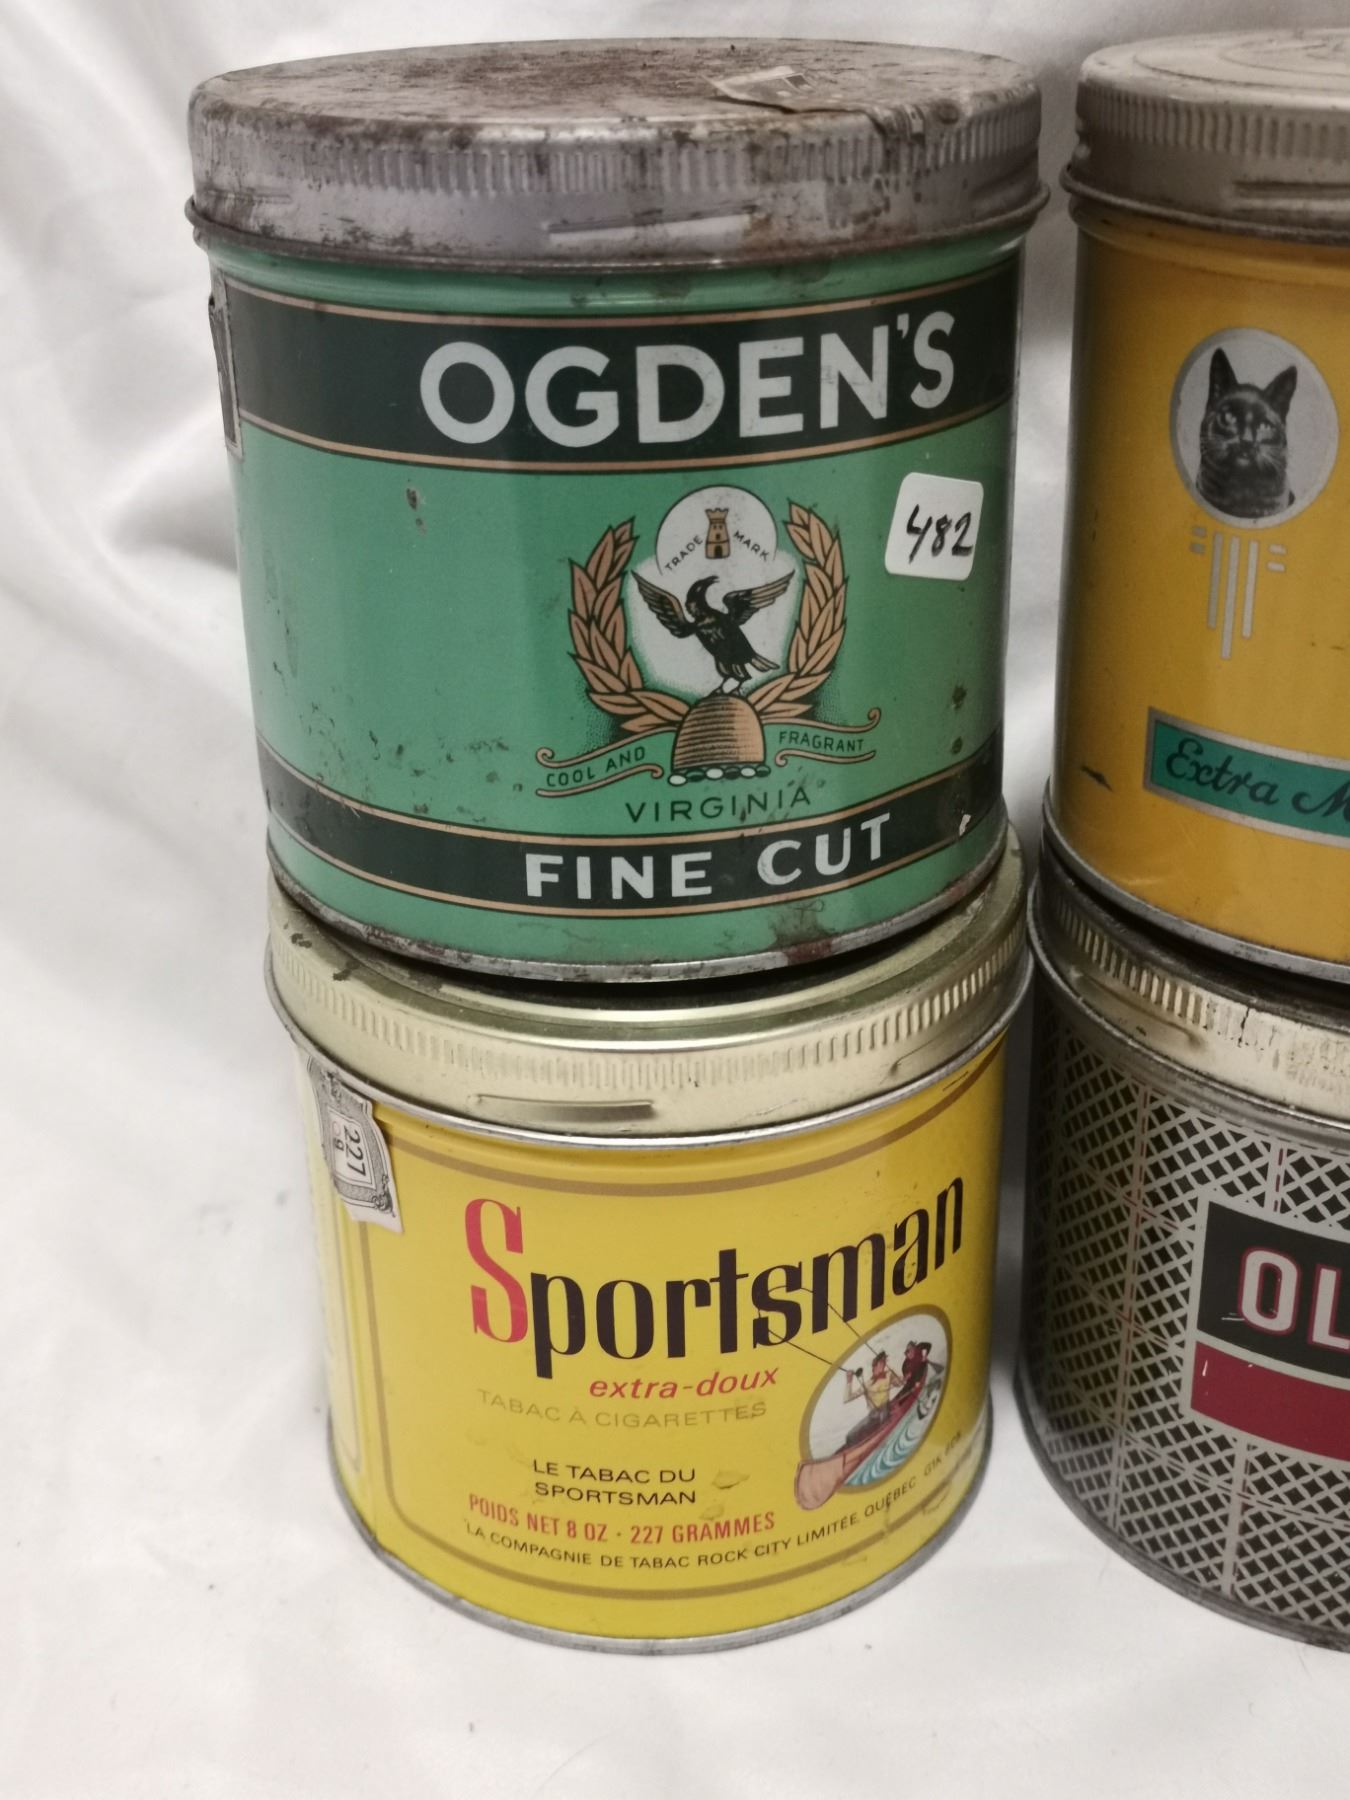 OGDEN'S
482
TRADE MARK
COOL AND FRAGRANT
VIRGINIA
FINE CUT
Extra
227
g
Sportsman
extra-doux
TABAC À CIGARETTES
LE TABAC DU
SPORTSMAN
POIDS NET 8 OZ · 227 GRAMMES
LA COMPAGNIE DE TABAC ROCK CITY LIMITÉE, QUÉBEC
OL